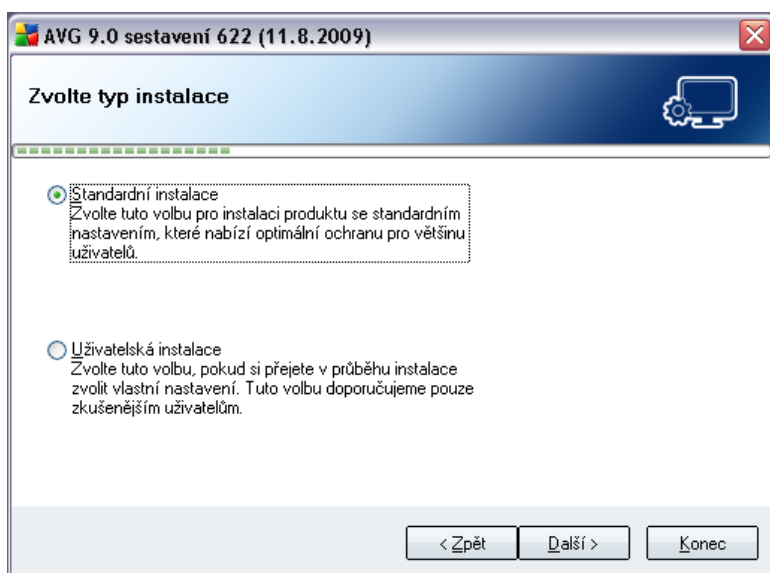 AVG 9.0 sestavení 622 (11.8.2009)
Zvolte typ instalace
Standardní instalace
Zvolte tuto volbu pro instalaci produktu se standardním
nastavením, které nabízí optimální ochranu pro většinu
uživatelů.
Uživatelská instalace
Zvolte tuto volbu, pokud si přejete v průběhu instalace
zvolit vlastní nastavení. Tuto volbu doporučujeme pouze
zkušenějším uživatelům.
< Zpět Další > Konec